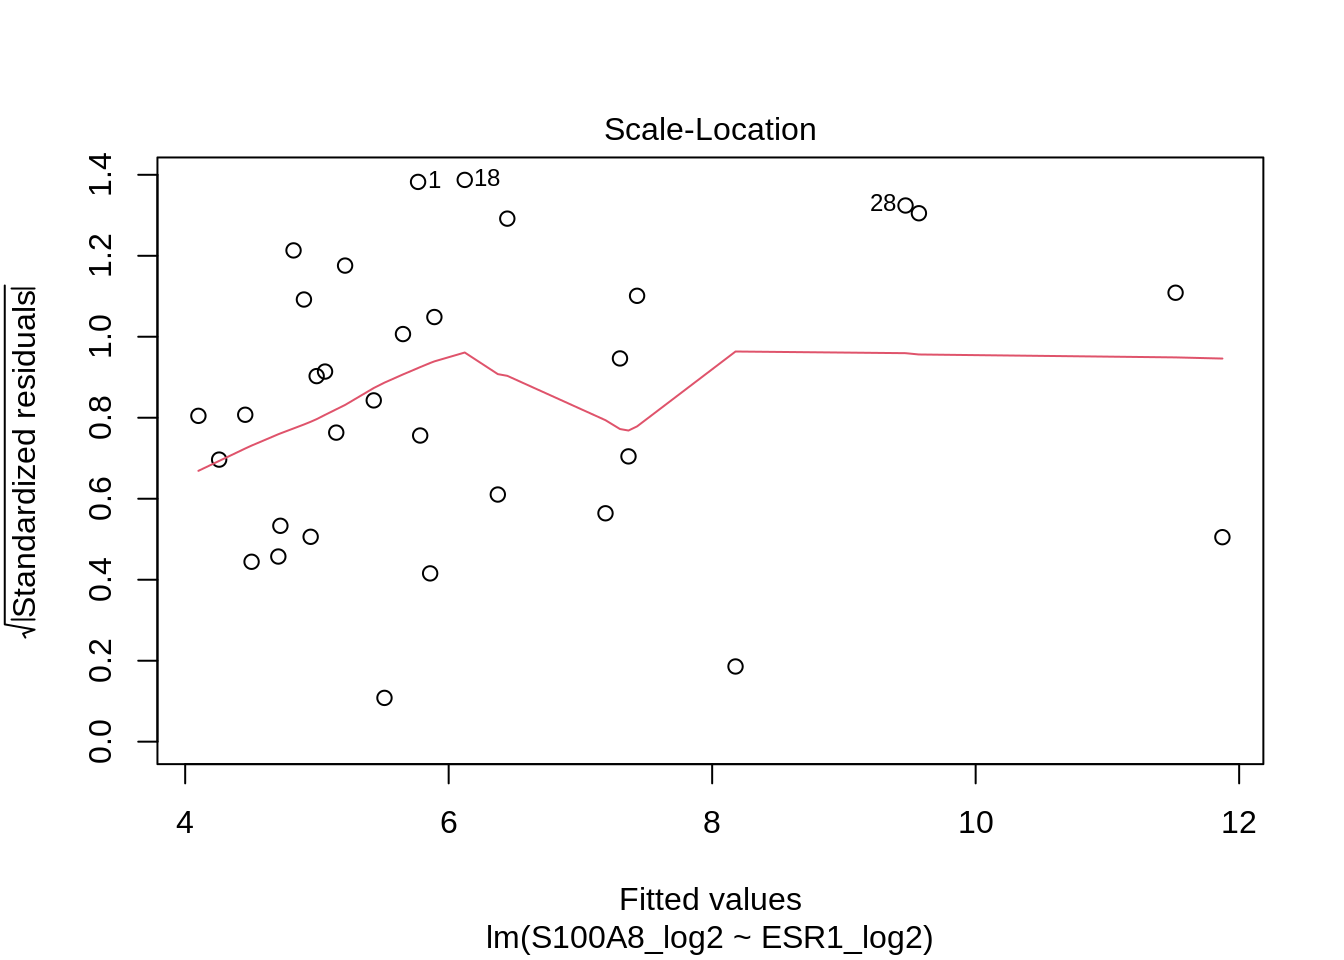 Scale-Location
1.4
1.2
1.0
0.8
0.6
0.4
0.2
0.0
√|Standardized residuals|
1
18
28
4 6 8 10 12
Fitted values
lm(S100A8_log2 ~ ESR1_log2)